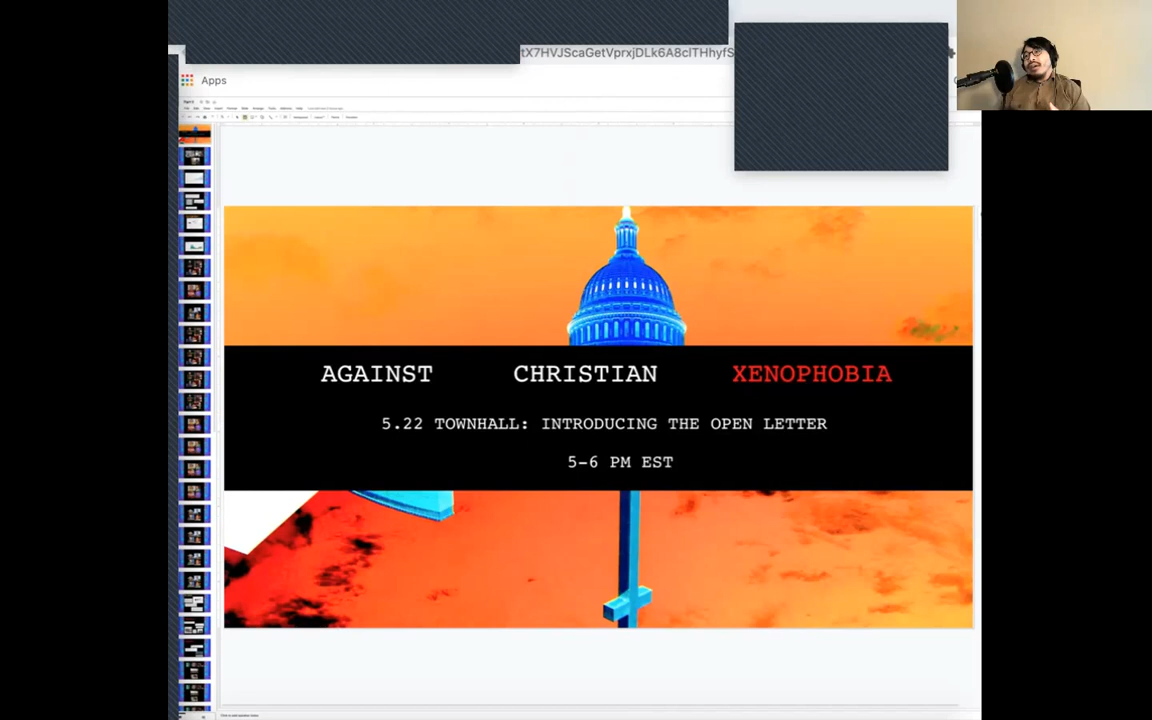 tX7HVJScaGetVprxjDLk6A8clTHhyfS
Apps
AGAINST CHRISTIAN XENOPHOBIA
5.22 TOWNHALL: INTRODUCING THE OPEN LETTER
5-6 PM EST